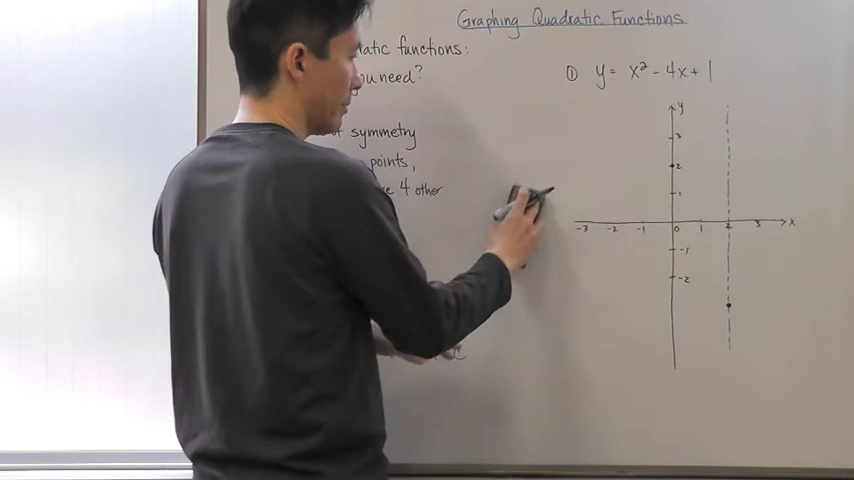 Graphing Quadratic Functions
functions:
you need?
symmetry
points,
4 other
① y = x² - 4x + 1
y
3
2
1
-3 -2 -1 0 1 2 3 x
-1
-2